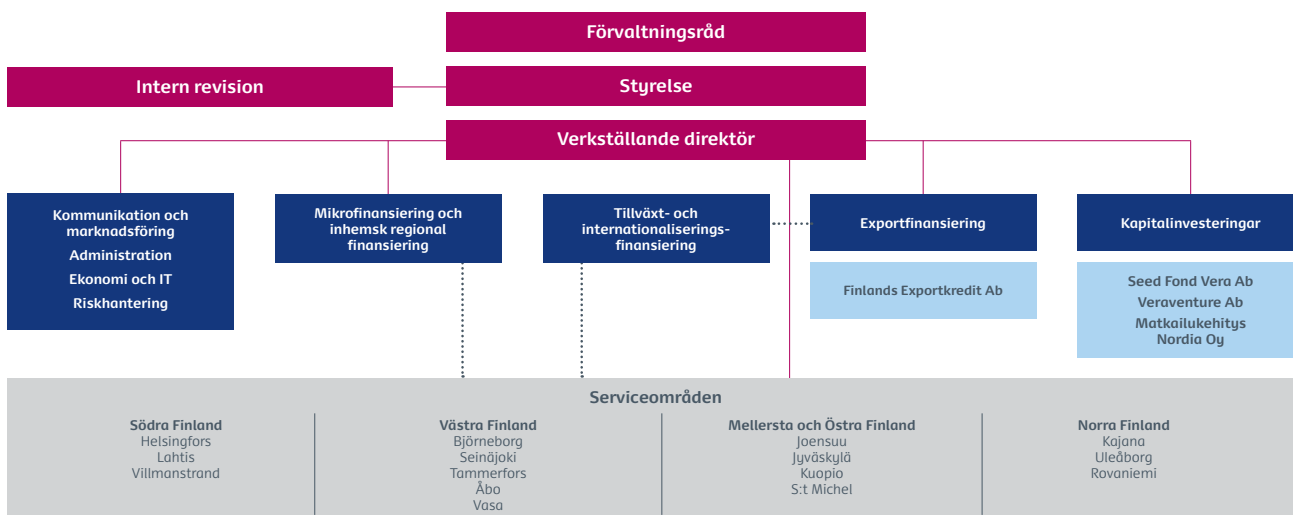 Förvaltningsråd
Intern revision
Styrelse
Verkställande direktör
Kommunikation och
marknadsföring
Administration
Ekonomi och IT
Riskhantering
Mikrofinansiering och
inhemsk regional
finansiering
Tillväxt- och
internationaliserings-
finansiering
Exportfinansiering
Finlands Exportkredit Ab
Kapitalinvesteringar
Seed Fond Vera Ab
Veraventure Ab
Matkailukehitys
Nordia Oy
Serviceområden
Södra Finland
Helsingfors
Lahtis
Villmanstrand
Västra Finland
Björneborg
Seinäjoki
Tammerfors
Åbo
Vasa
Mellersta och Östra Finland
Joensuu
Jyväskylä
Kuopio
S:t Michel
Norra Finland
Kajana
Uleåborg
Rovaniemi